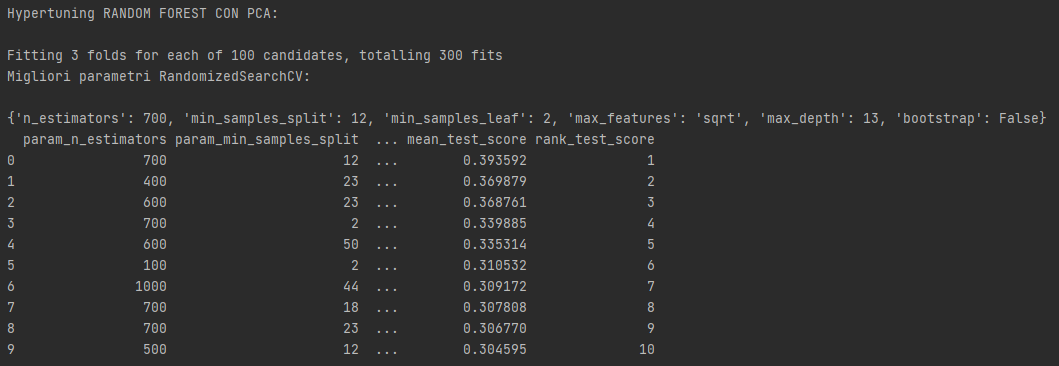 Hypertuning RANDOM FOREST CON PCA:
Fitting 3 folds for each of 100 candidates, totalling 300 fits
Migliori parametri RandomizedSearchCV:
{'n_estimators': 700, 'min_samples_split': 12, 'min_samples_leaf': 2, 'max_features': 'sqrt', 'max_depth': 13, 'bootstrap': False}
param_n_estimators param_min_samples_split ... mean_test_score rank_test_score
0 700 12 ... 0.393592 1
1 400 23 ... 0.369879 2
2 600 23 ... 0.368761 3
3 700 2 ... 0.339885 4
4 600 50 ... 0.335314 5
5 100 2 ... 0.310532 6
6 1000 44 ... 0.309172 7
7 700 18 ... 0.307808 8
8 700 23 ... 0.306770 9
9 500 12 ... 0.304595 10